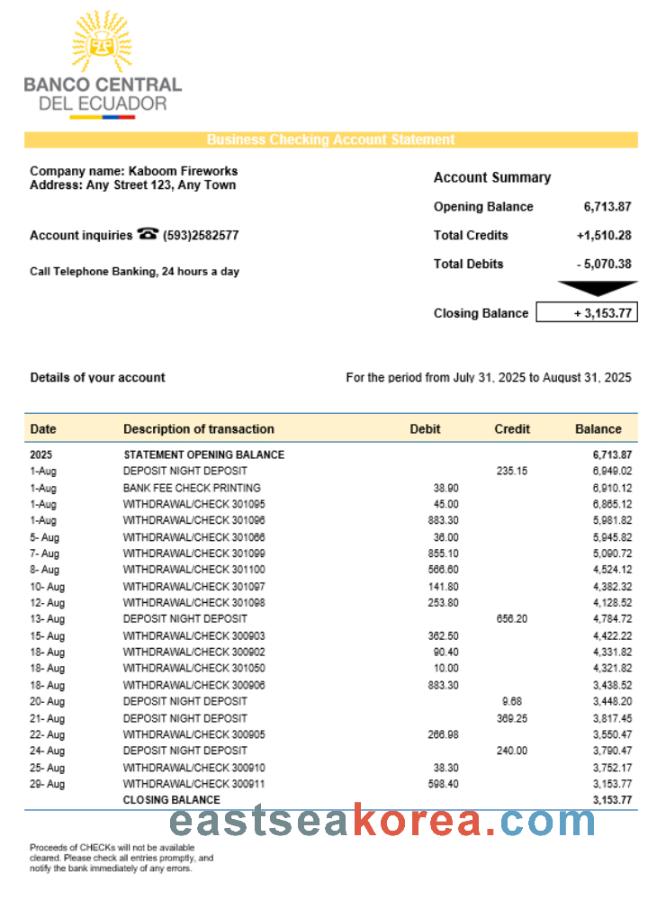 BANCO CENTRAL
DEL ECUADOR
Business Checking Account Statement
Company name: Kaboom Fireworks
Address: Any Street 123, Any Town
Account inquiries ☎ (593)2582577
Call Telephone Banking, 24 hours a day
Account Summary
Opening Balance 6,713.87
Total Credits +1,510.28
Total Debits - 5,070.38
Closing Balance + 3,153.77
Details of your account For the period from July 31, 2025 to August 31, 2025
Date Description of transaction Debit Credit Balance
2025 STATEMENT OPENING BALANCE 6,713.87
1-Aug DEPOSIT NIGHT DEPOSIT 235.15 6,949.02
1-Aug BANK FEE CHECK PRINTING 38.90 6,910.12
1-Aug WITHDRAWAL/CHECK 301095 45.00 6,865.12
1-Aug WITHDRAWAL/CHECK 301096 883.30 5,981.82
5- Aug WITHDRAWAL/CHECK 301066 36.00 5,945.82
7- Aug WITHDRAWAL/CHECK 301099 855.10 5,090.72
8- Aug WITHDRAWAL/CHECK 301100 566.60 4,524.12
10- Aug WITHDRAWAL/CHECK 301097 141.80 4,382.32
12- Aug WITHDRAWAL/CHECK 301098 253.80 4,128.52
13- Aug DEPOSIT NIGHT DEPOSIT 656.20 4,784.72
15- Aug WITHDRAWAL/CHECK 300903 362.50 4,422.22
18- Aug WITHDRAWAL/CHECK 300902 90.40 4,331.82
18- Aug WITHDRAWAL/CHECK 301050 10.00 4,321.82
18- Aug WITHDRAWAL/CHECK 300906 883.30 3,438.52
20- Aug DEPOSIT NIGHT DEPOSIT 9.68 3,448.20
21- Aug DEPOSIT NIGHT DEPOSIT 369.25 3,817.45
22- Aug WITHDRAWAL/CHECK 300905 266.98 3,550.47
24- Aug DEPOSIT NIGHT DEPOSIT 240.00 3,790.47
25- Aug WITHDRAWAL/CHECK 300910 38.30 3,752.17
29- Aug WITHDRAWAL/CHECK 300911 598.40 3,153.77
CLOSING BALANCE 3,153.77
eastseakorea.com
Proceeds of CHECKs will not be available
cleared. Please check all entries promptly, and
notify the bank immediately of any errors.